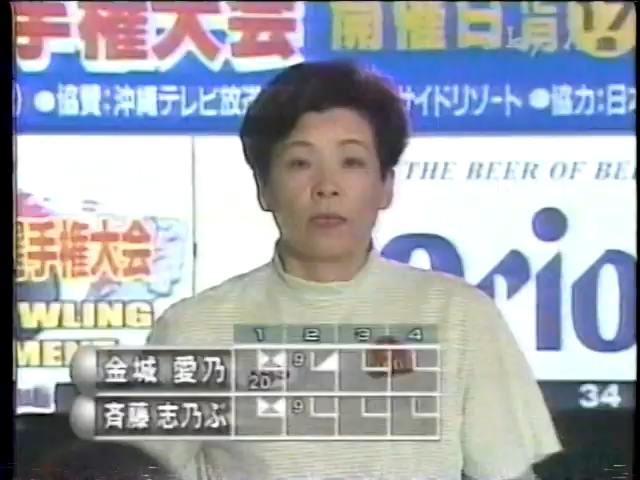 手権大会 開催日
●協賛:沖縄テレビ放 サイドリゾート ●協力:日
THE BEER OF BE
Orio
手権大会
WLING
MEN
34
1 2 3 4
金城 愛乃 9
20
斉藤 志乃ぶ 9